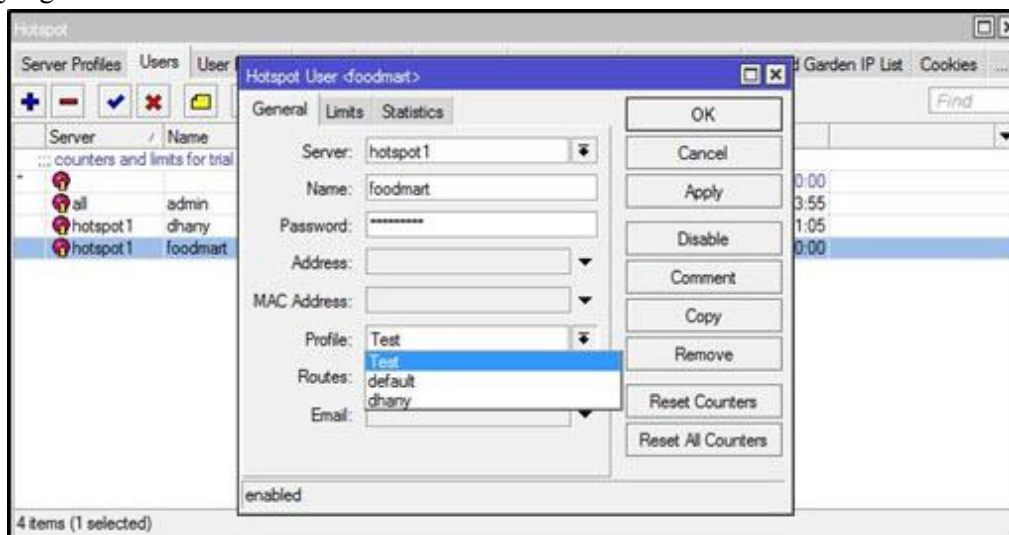 Hotspot
Server Profiles Users User Garden IP List Cookies ...
Find
Server Name
::: counters and limits for trial
0:00
all admin 3:55
hotspot1 dhany 1:05
hotspot1 foodmart 0:00
Hotspot User <foodmart>
General Limits Statistics
Server: hotspot1
Name: foodmart
Password: *********
Address:
MAC Address:
Profile: Test
Test
default
dhany
Routes:
Email:
OK
Cancel
Apply
Disable
Comment
Copy
Remove
Reset Counters
Reset All Counters
enabled
4 items (1 selected)